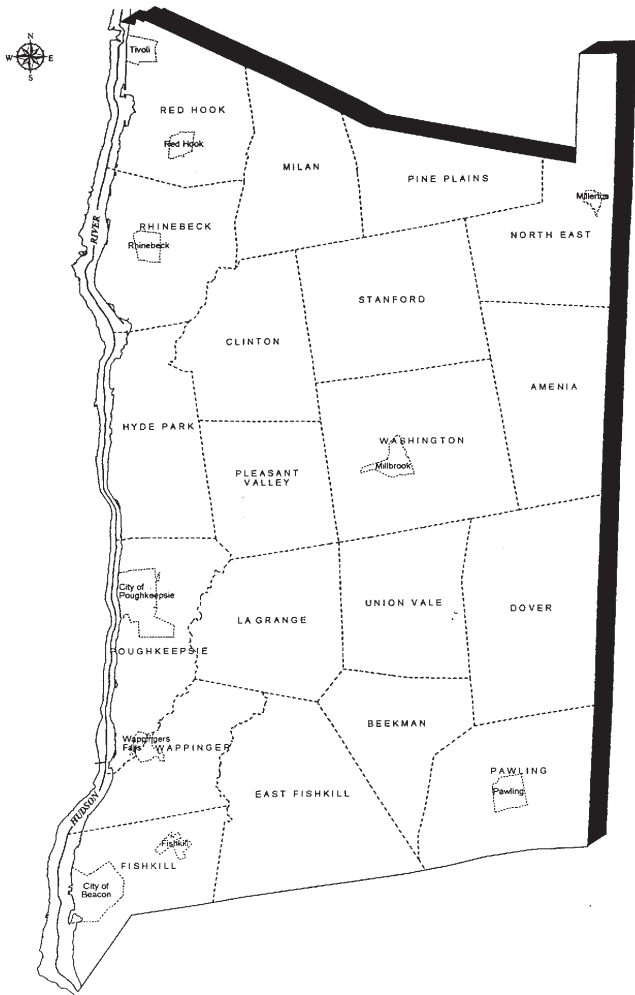 N
W E
S
Tivoli
RED HOOK
Red Hook
MILAN
PINE PLAINS
Millerton
NORTH EAST
RHINEBECK
Rhinebeck
RIVER
STANFORD
CLINTON
AMENIA
HYDE PARK
WASHINGTON
Millbrook
PLEASANT
VALLEY
City of
Poughkeepsie
UNION VALE
DOVER
LA GRANGE
POUGHKEEPSIE
BEEKMAN
Wappingers
Falls
WAPPINGER
PAWLING
Pawling
EAST FISHKILL
HUDSON
Fishkill
FISHKILL
City of
Beacon